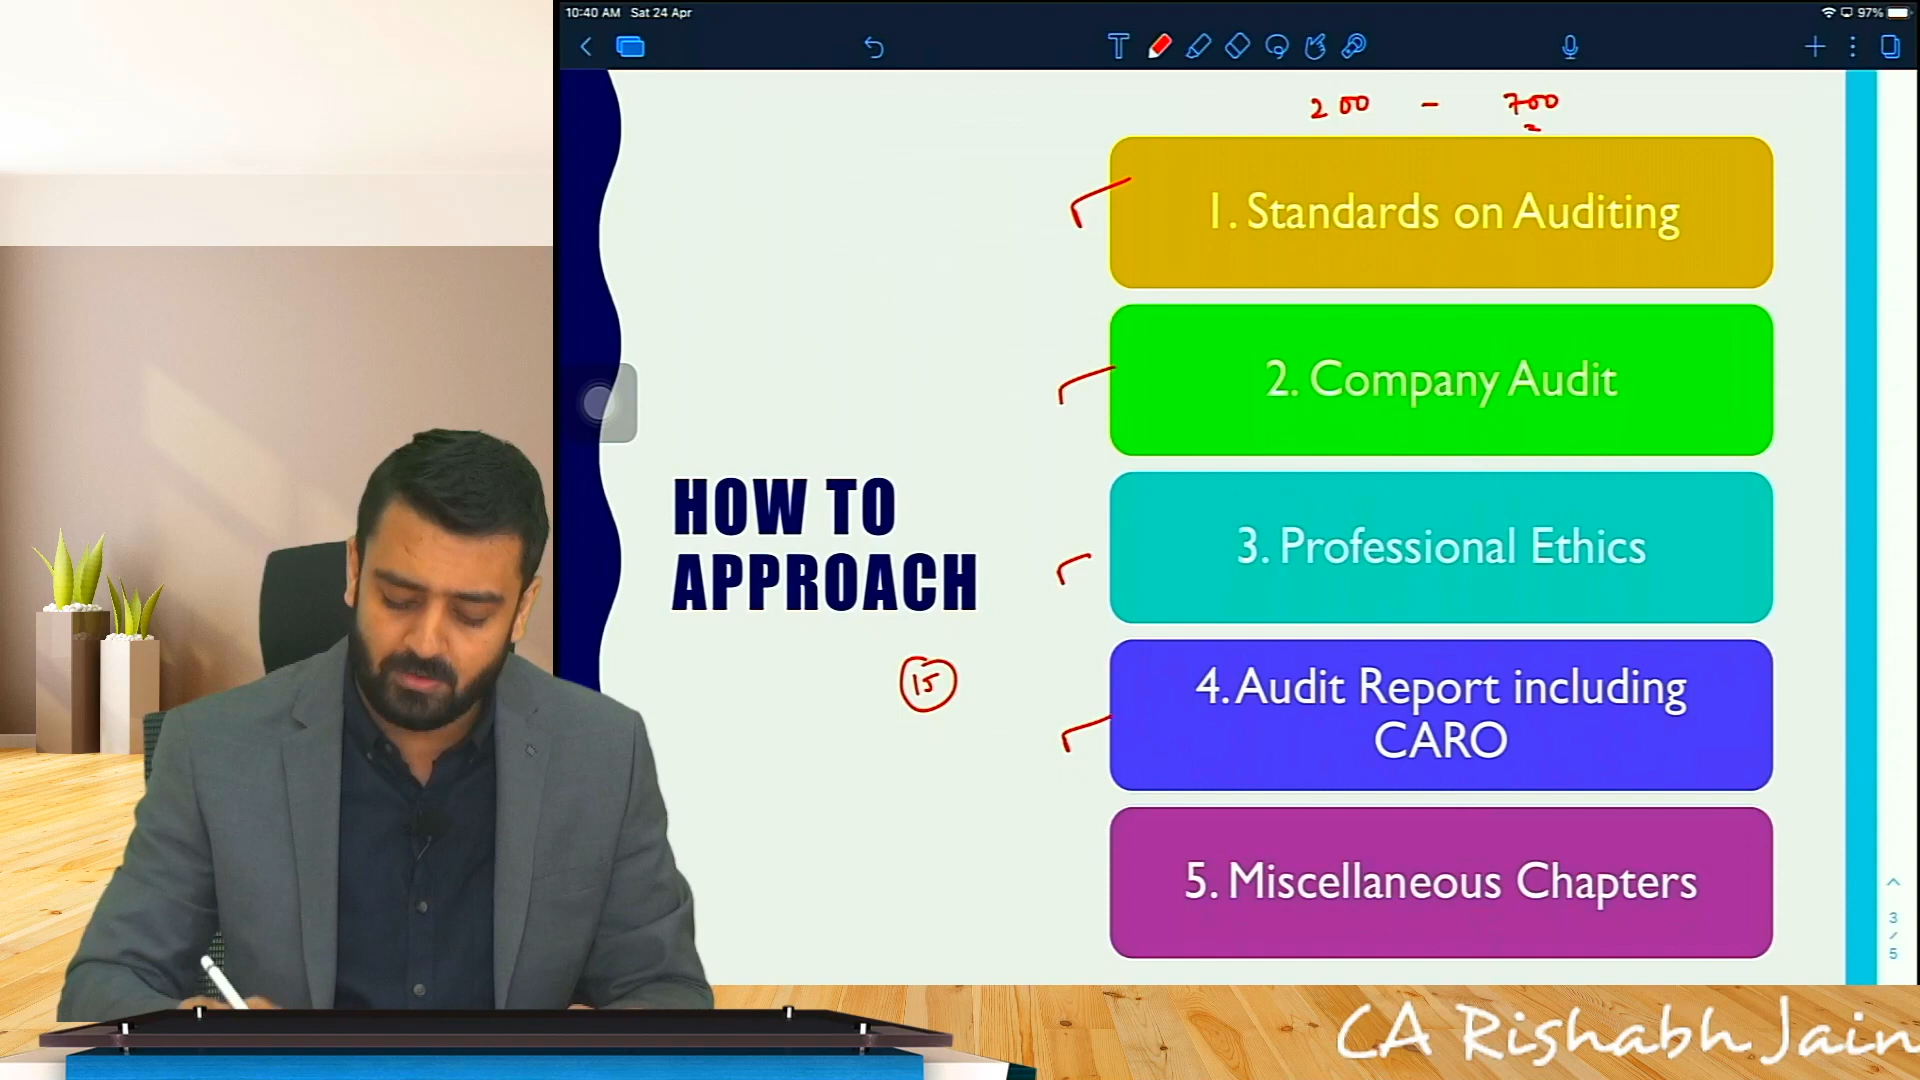 10:40 AM Sat 24 Apr
97%
T
200 - 700
1. Standards on Auditing
2. Company Audit
3. Professional Ethics
HOW TO
APPROACH
15
4. Audit Report including
CARO
5. Miscellaneous Chapters
3
/
5
CA Rishabh Jain